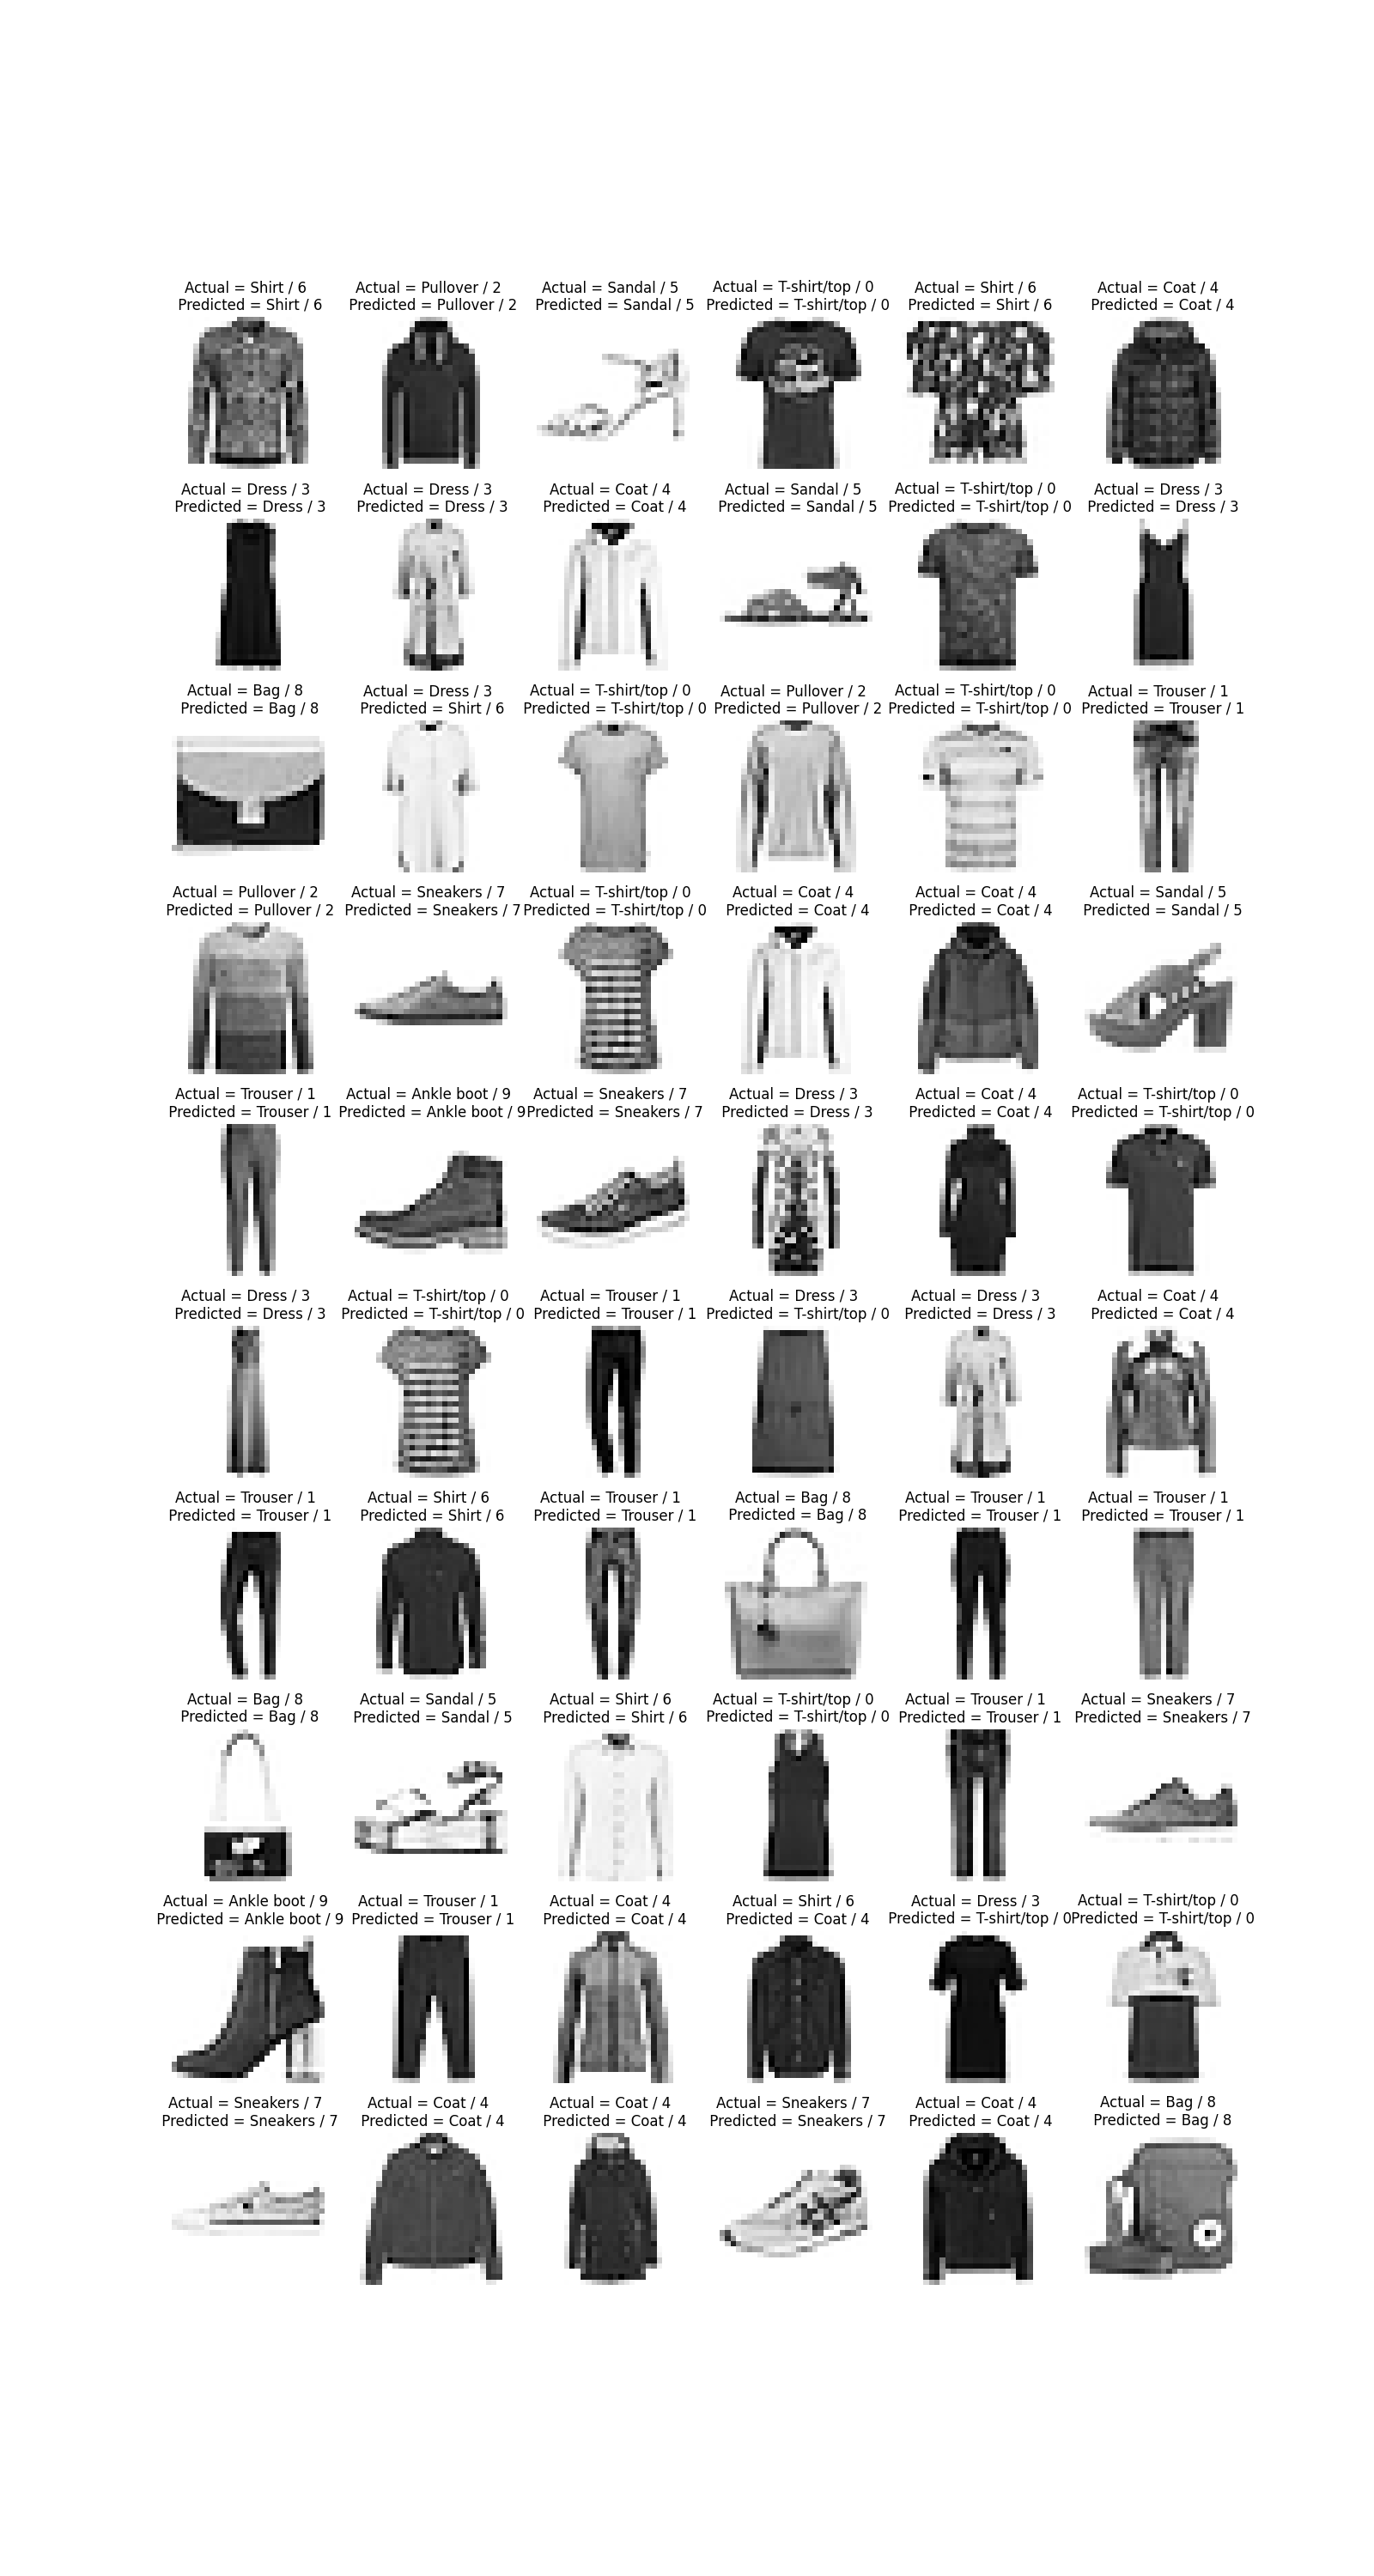 Actual = Shirt / 6
Predicted = Shirt / 6
Actual = Pullover / 2
Predicted = Pullover / 2
Actual = Sandal / 5
Predicted = Sandal / 5
Actual = T-shirt/top / 0
Predicted = T-shirt/top / 0
Actual = Shirt / 6
Predicted = Shirt / 6
Actual = Coat / 4
Predicted = Coat / 4
Actual = Dress / 3
Predicted = Dress / 3
Actual = Dress / 3
Predicted = Dress / 3
Actual = Coat / 4
Predicted = Coat / 4
Actual = Sandal / 5
Predicted = Sandal / 5
Actual = T-shirt/top / 0
Predicted = T-shirt/top / 0
Actual = Dress / 3
Predicted = Dress / 3
Actual = Bag / 8
Predicted = Bag / 8
Actual = Dress / 3
Predicted = Shirt / 6
Actual = T-shirt/top / 0
Predicted = T-shirt/top / 0
Actual = Pullover / 2
Predicted = Pullover / 2
Actual = T-shirt/top / 0
Predicted = T-shirt/top / 0
Actual = Trouser / 1
Predicted = Trouser / 1
Actual = Pullover / 2
Predicted = Pullover / 2
Actual = Sneakers / 7
Predicted = Sneakers / 7
Actual = T-shirt/top / 0
Predicted = T-shirt/top / 0
Actual = Coat / 4
Predicted = Coat / 4
Actual = Coat / 4
Predicted = Coat / 4
Actual = Sandal / 5
Predicted = Sandal / 5
Actual = Trouser / 1
Predicted = Trouser / 1
Actual = Ankle boot / 9
Predicted = Ankle boot / 9
Actual = Sneakers / 7
Predicted = Sneakers / 7
Actual = Dress / 3
Predicted = Dress / 3
Actual = Coat / 4
Predicted = Coat / 4
Actual = T-shirt/top / 0
Predicted = T-shirt/top / 0
Actual = Dress / 3
Predicted = Dress / 3
Actual = T-shirt/top / 0
Predicted = T-shirt/top / 0
Actual = Trouser / 1
Predicted = Trouser / 1
Actual = Dress / 3
Predicted = T-shirt/top / 0
Actual = Dress / 3
Predicted = Dress / 3
Actual = Coat / 4
Predicted = Coat / 4
Actual = Trouser / 1
Predicted = Trouser / 1
Actual = Shirt / 6
Predicted = Shirt / 6
Actual = Trouser / 1
Predicted = Trouser / 1
Actual = Bag / 8
Predicted = Bag / 8
Actual = Trouser / 1
Predicted = Trouser / 1
Actual = Trouser / 1
Predicted = Trouser / 1
Actual = Bag / 8
Predicted = Bag / 8
Actual = Sandal / 5
Predicted = Sandal / 5
Actual = Shirt / 6
Predicted = Shirt / 6
Actual = T-shirt/top / 0
Predicted = T-shirt/top / 0
Actual = Trouser / 1
Predicted = Trouser / 1
Actual = Sneakers / 7
Predicted = Sneakers / 7
Actual = Ankle boot / 9
Predicted = Ankle boot / 9
Actual = Trouser / 1
Predicted = Trouser / 1
Actual = Coat / 4
Predicted = Coat / 4
Actual = Shirt / 6
Predicted = Coat / 4
Actual = Dress / 3
Predicted = T-shirt/top / 0
Actual = T-shirt/top / 0
Predicted = T-shirt/top / 0
Actual = Sneakers / 7
Predicted = Sneakers / 7
Actual = Coat / 4
Predicted = Coat / 4
Actual = Coat / 4
Predicted = Coat / 4
Actual = Sneakers / 7
Predicted = Sneakers / 7
Actual = Coat / 4
Predicted = Coat / 4
Actual = Bag / 8
Predicted = Bag / 8